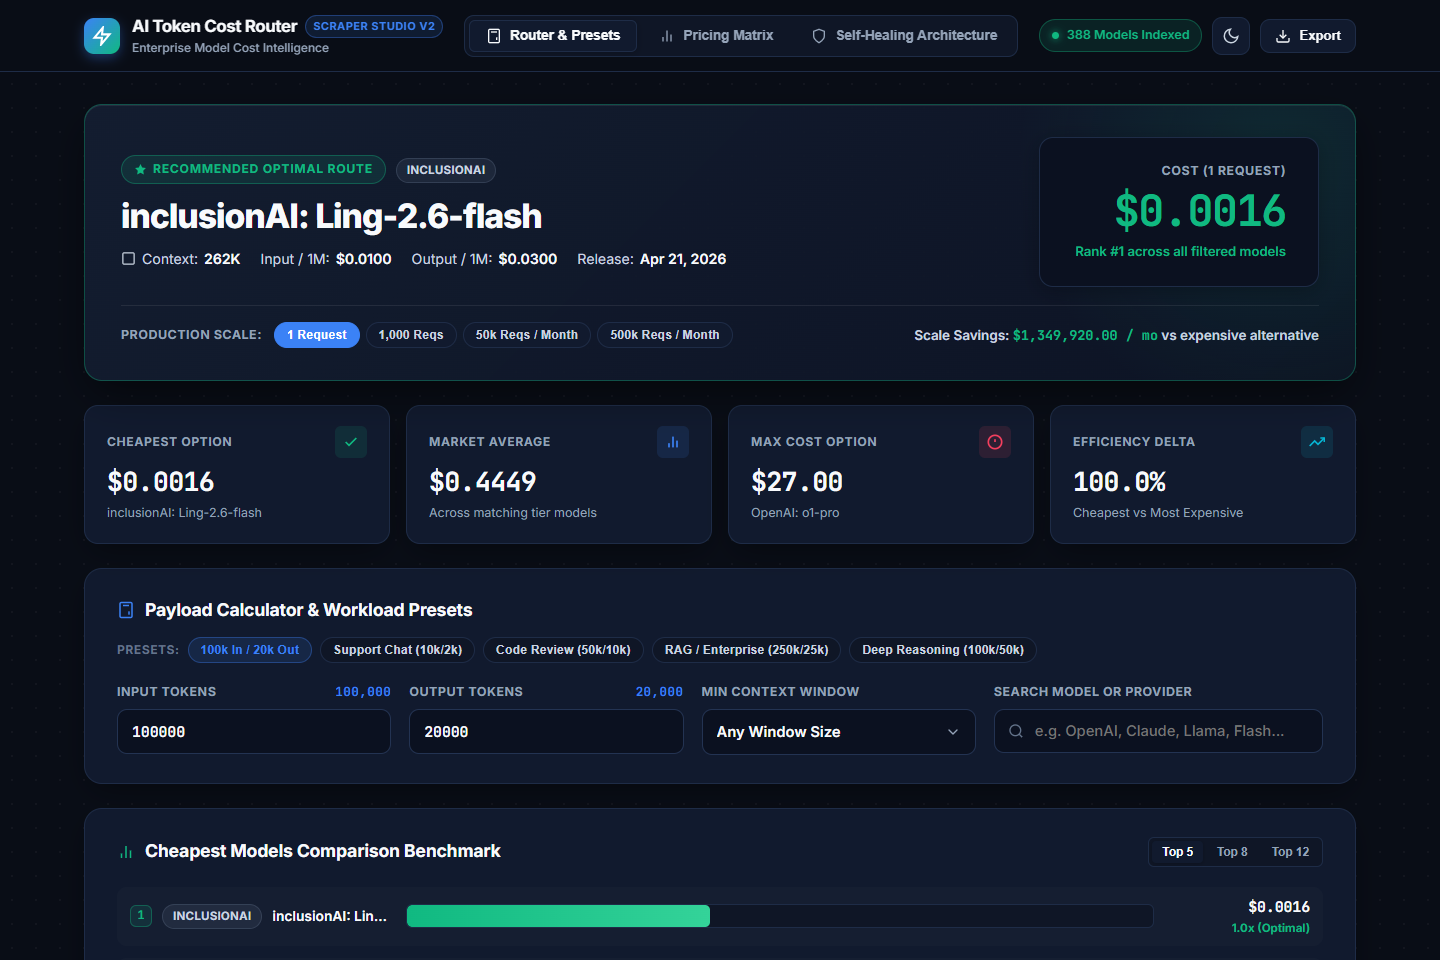 AI Token Cost Router
SCRAPER STUDIO V2
Enterprise Model Cost Intelligence
Router & Presets
Pricing Matrix
Self-Healing Architecture
388 Models Indexed
Export
RECOMMENDED OPTIMAL ROUTE
INCLUSIONAI
inclusionAI: Ling-2.6-flash
Context: 262K
Input / 1M: $0.0100
Output / 1M: $0.0300
Release: Apr 21, 2026
COST (1 REQUEST)
$0.0016
Rank #1 across all filtered models
PRODUCTION SCALE:
1 Request
1,000 Reqs
50k Reqs / Month
500k Reqs / Month
Scale Savings: $1,349,920.00 / mo vs expensive alternative
CHEAPEST OPTION
$0.0016
inclusionAI: Ling-2.6-flash
MARKET AVERAGE
$0.4449
Across matching tier models
MAX COST OPTION
$27.00
OpenAI: o1-pro
EFFICIENCY DELTA
100.0%
Cheapest vs Most Expensive
Payload Calculator & Workload Presets
PRESETS:
100k In / 20k Out
Support Chat (10k/2k)
Code Review (50k/10k)
RAG / Enterprise (250k/25k)
Deep Reasoning (100k/50k)
INPUT TOKENS
100,000
100000
OUTPUT TOKENS
20,000
20000
MIN CONTEXT WINDOW
Any Window Size
SEARCH MODEL OR PROVIDER
e.g. OpenAI, Claude, Llama, Flash...
Cheapest Models Comparison Benchmark
Top 5
Top 8
Top 12
1
INCLUSIONAI
inclusionAI: Lin...
$0.0016
1.0x (Optimal)